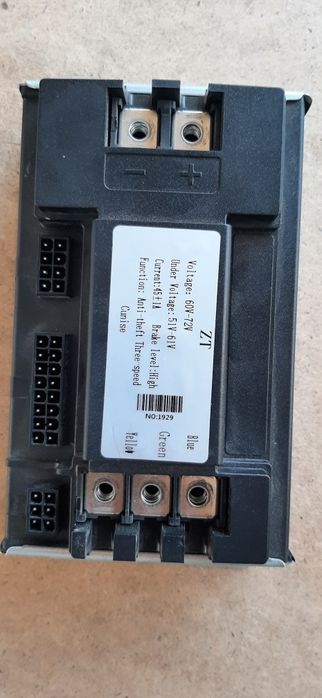 − +
ZT
Voltage: 60V-72V
Under Voltage: 51V-61V
Current:45±1A Brake level:High
Function: Anti-theft Three speed
Cunise
NO:1929
Blue
Green
Yellow